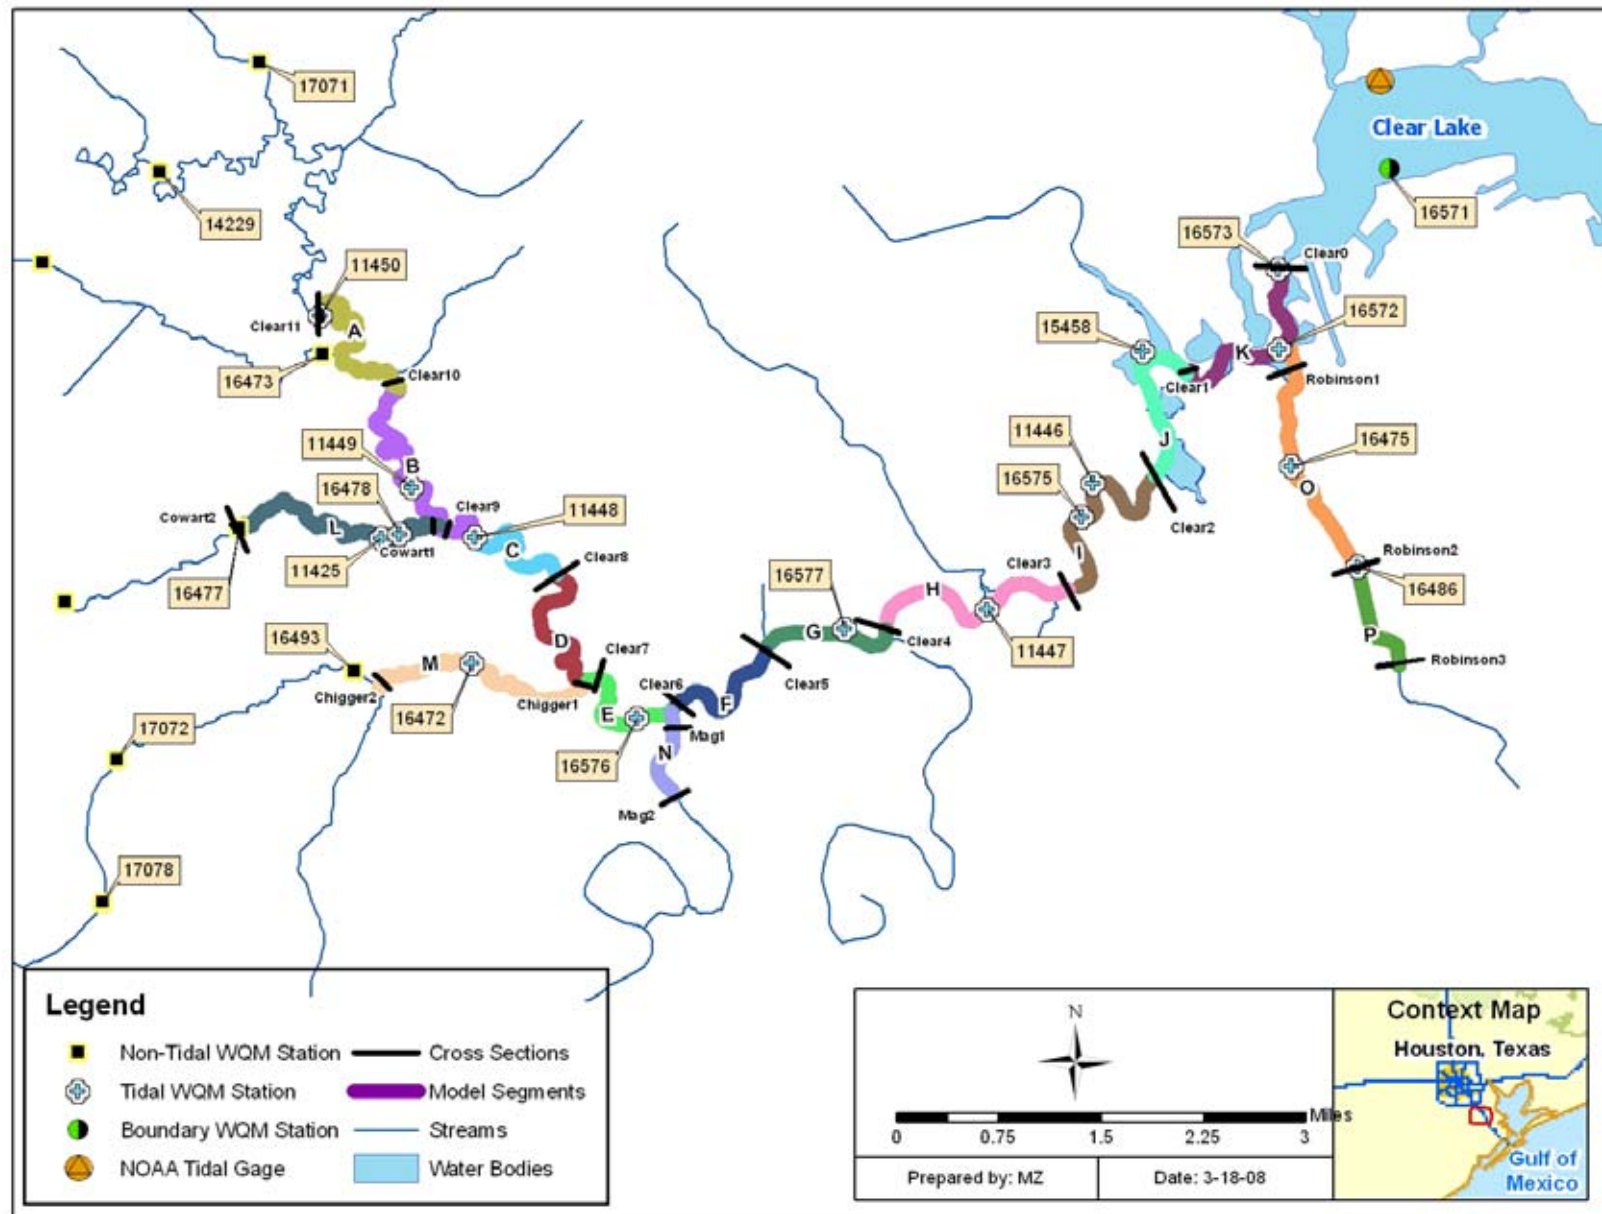 17071
Clear Lake
14229
16571
16573
Clear0
11450
Clear11
A
16572
15458
K
16473
Clear10
Clear1
Robinson1
11449
B
11446
J
16475
16478
16575
O
Cowart2
L
Clear9
11448
Clear2
Cowart1
C
Clear8
I
Robinson2
11425
16577
Clear3
16477
H
16486
16493
D
G
P
M
Clear7
Clear4
11447
Robinson3
Chigger2
Clear6
Clear5
Chigger1
F
16472
E
Mag1
17072
N
16576
Mag2
17078
Legend
Non-Tidal WQM Station
Cross Sections
Tidal WQM Station
Model Segments
Boundary WQM Station
Streams
NOAA Tidal Gage
Water Bodies
N
Miles
0 0.75 1.5 2.25 3
Prepared by: MZ
Date: 3-18-08
Context Map
Houston, Texas
Gulf of
Mexico